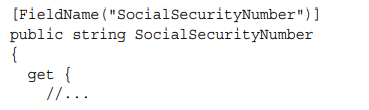 [FieldName("SocialSecurityNumber")]
public string SocialSecurityNumber
{
get {
//...